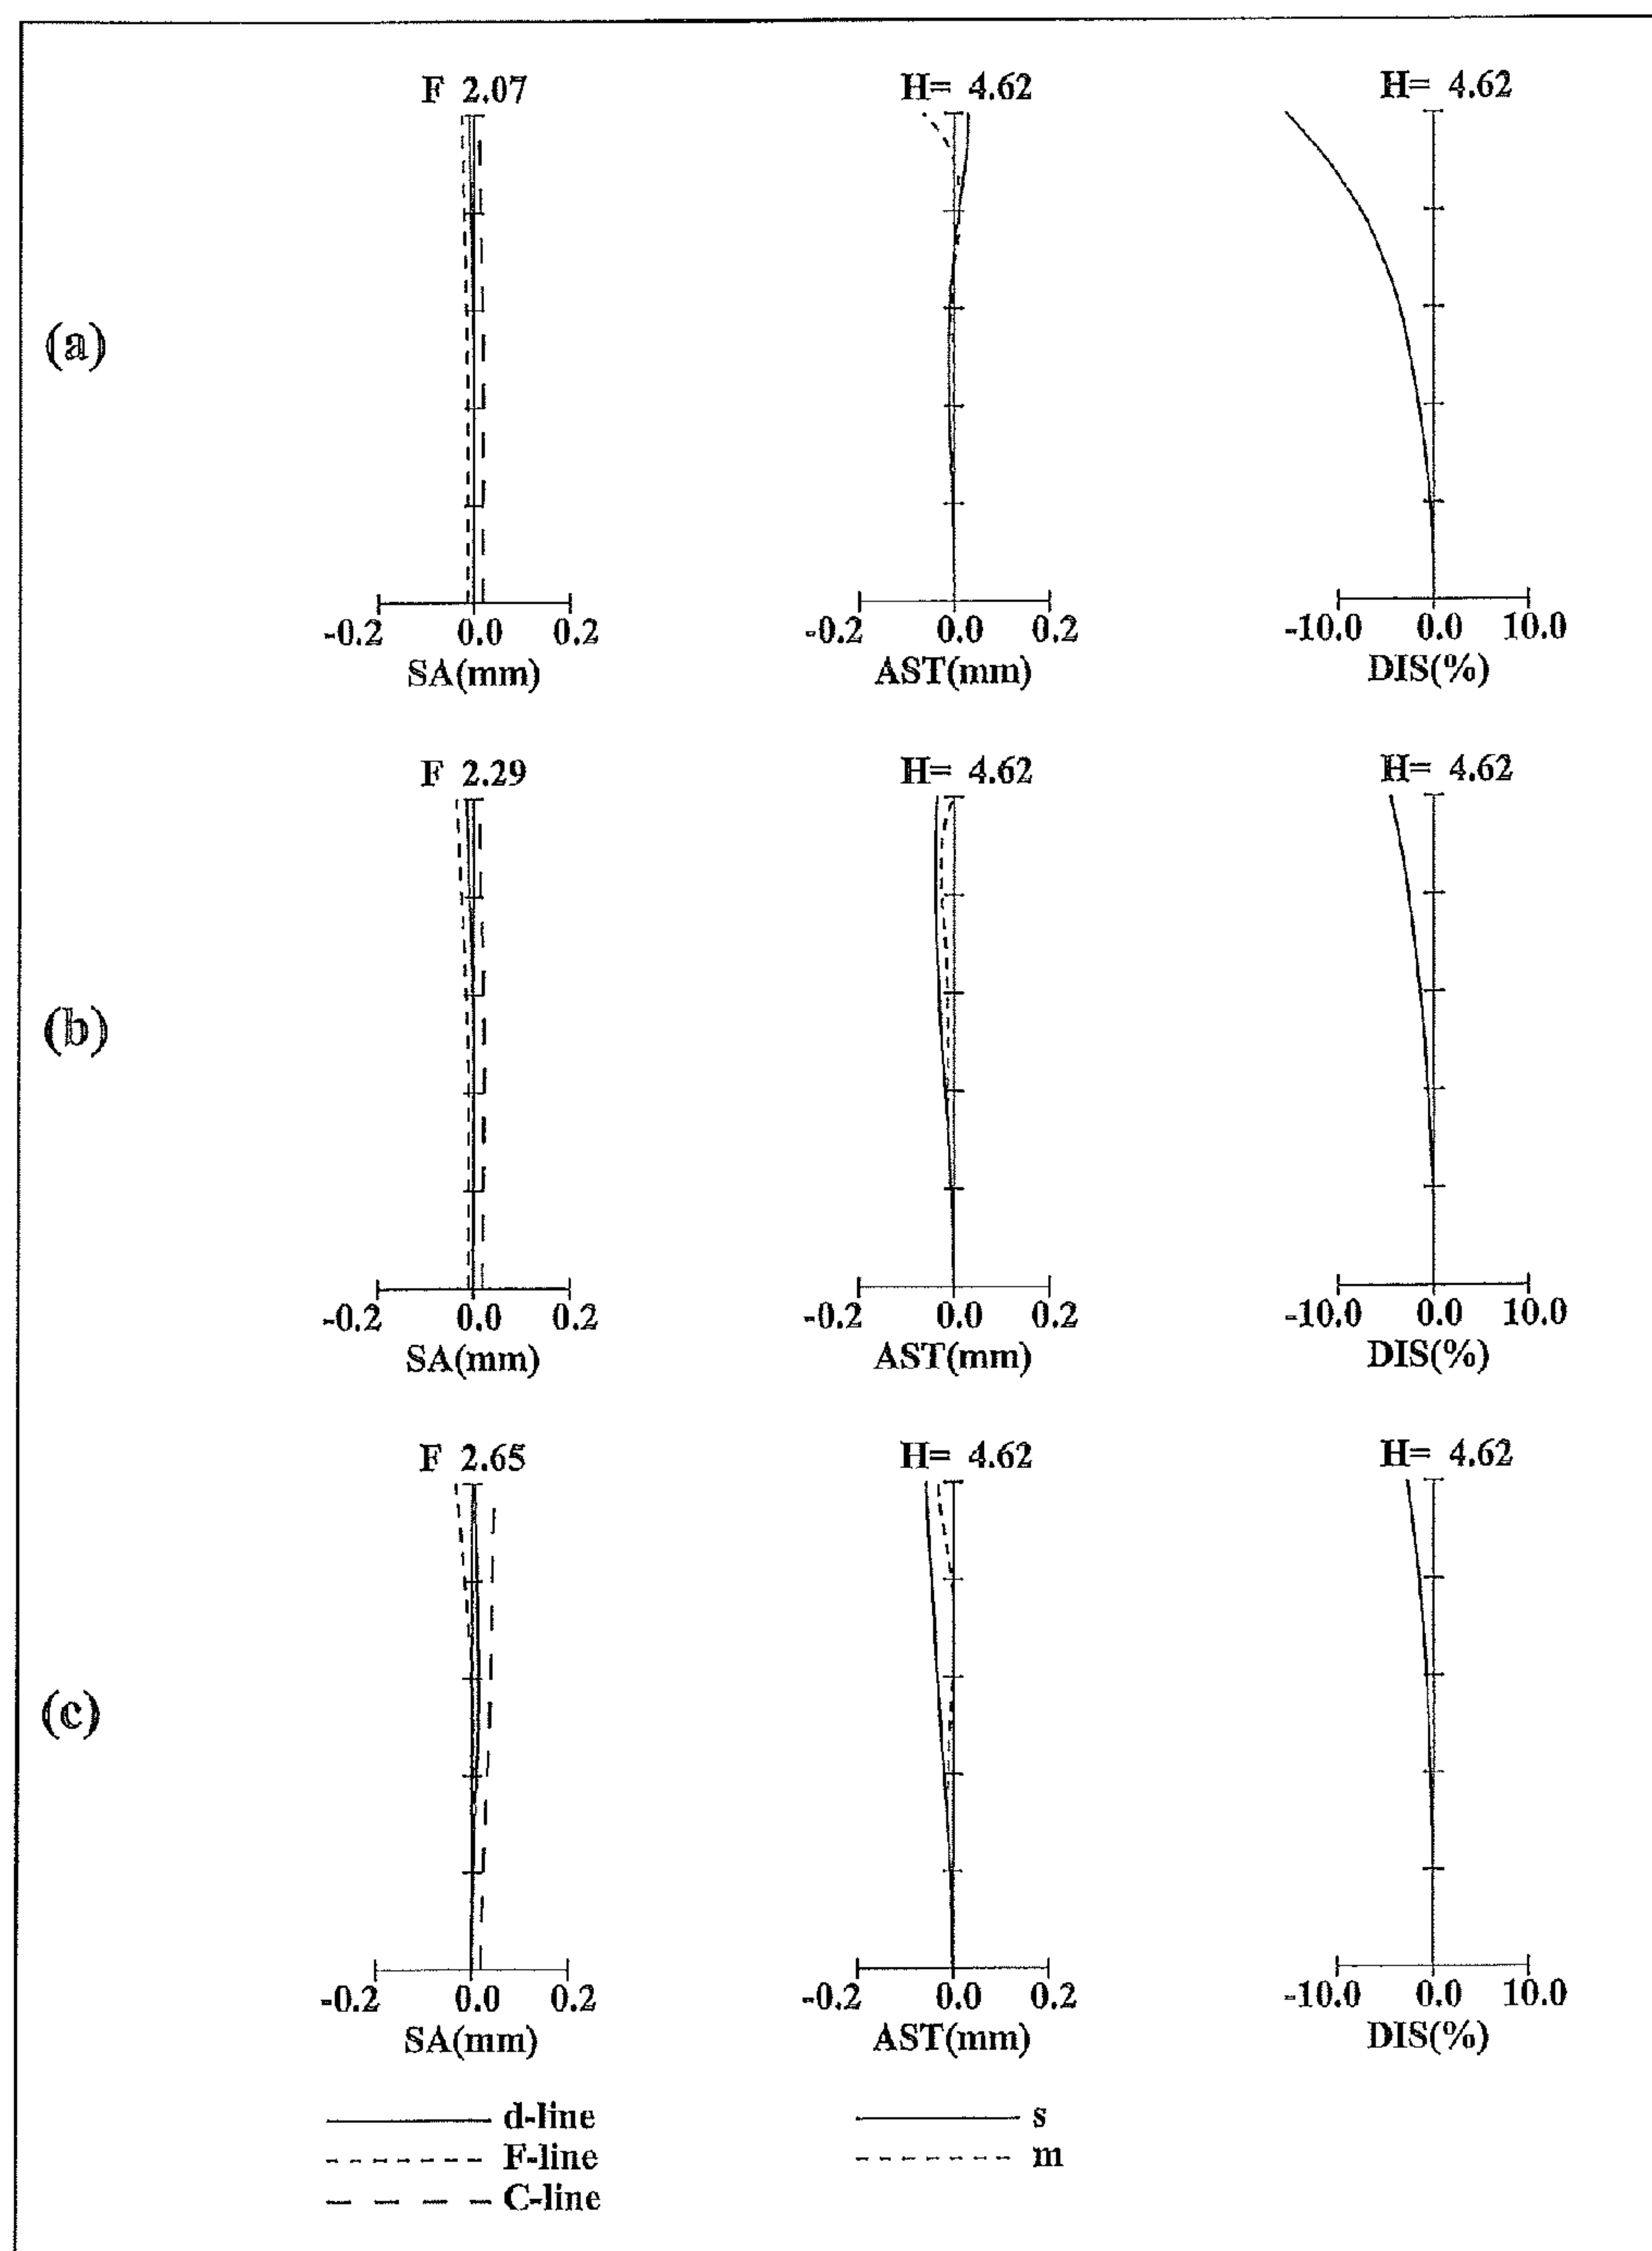 F 2.07 H= 4.62 H= 4.62
(a)
-0.2 0.0 0.2 -0.2 0.0 0.2 -10.0 0.0 10.0
SA(mm) AST(mm) DIS(%)
F 2.29 H= 4.62 H= 4.62
(b)
-0.2 0.0 0.2 -0.2 0.0 0.2 -10.0 0.0 10.0
SA(mm) AST(mm) DIS(%)
F 2.65 H= 4.62 H= 4.62
(c)
-0.2 0.0 0.2 -0.2 0.0 0.2 -10.0 0.0 10.0
SA(mm) AST(mm) DIS(%)
d-line s
F-line m
C-line